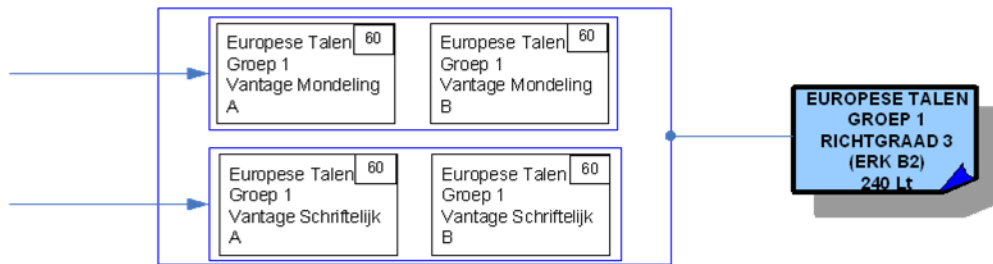 Europese Talen 60
Groep 1
Vantage Mondeling
A
Europese Talen 60
Groep 1
Vantage Mondeling
B
Europese Talen 60
Groep 1
Vantage Schriftelijk
A
Europese Talen 60
Groep 1
Vantage Schriftelijk
B
EUROPESE TALEN
GROEP 1
RICHTGRAAD 3
(ERK B2)
240 Lt